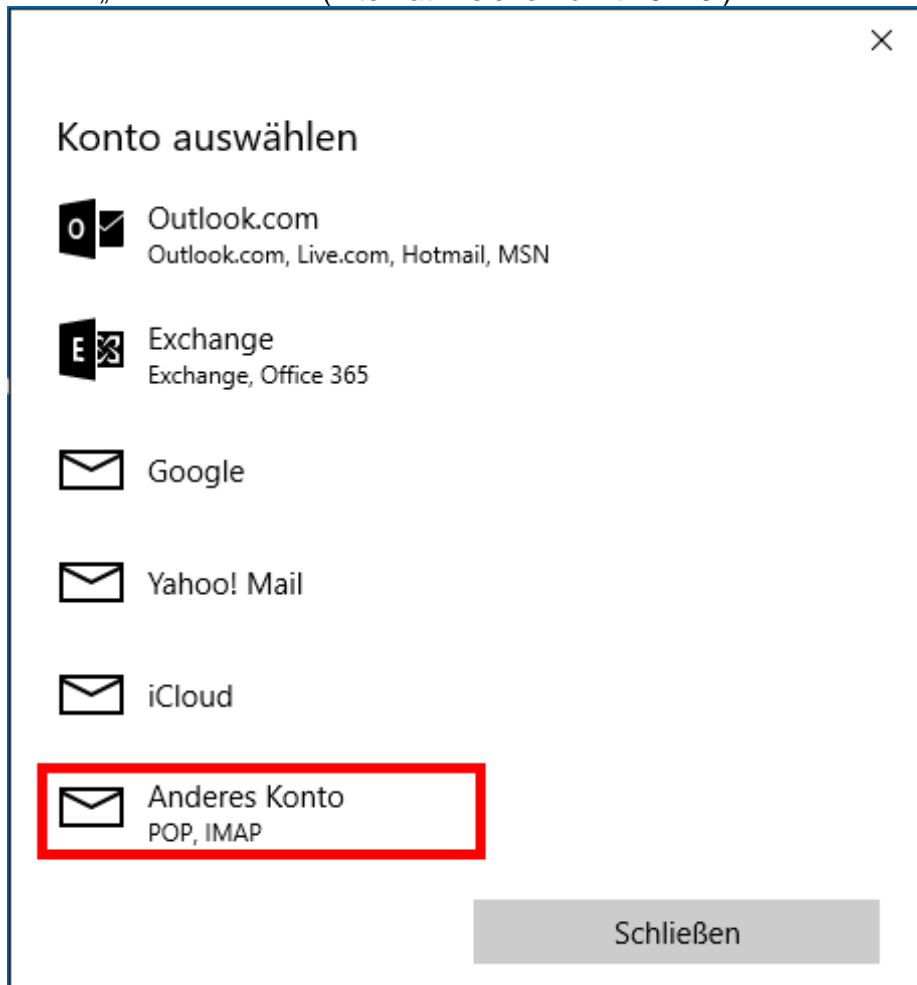 Konto auswählen
Outlook.com
Outlook.com, Live.com, Hotmail, MSN
Exchange
Exchange, Office 365
Google
Yahoo! Mail
iCloud
Anderes Konto
POP, IMAP
Schließen